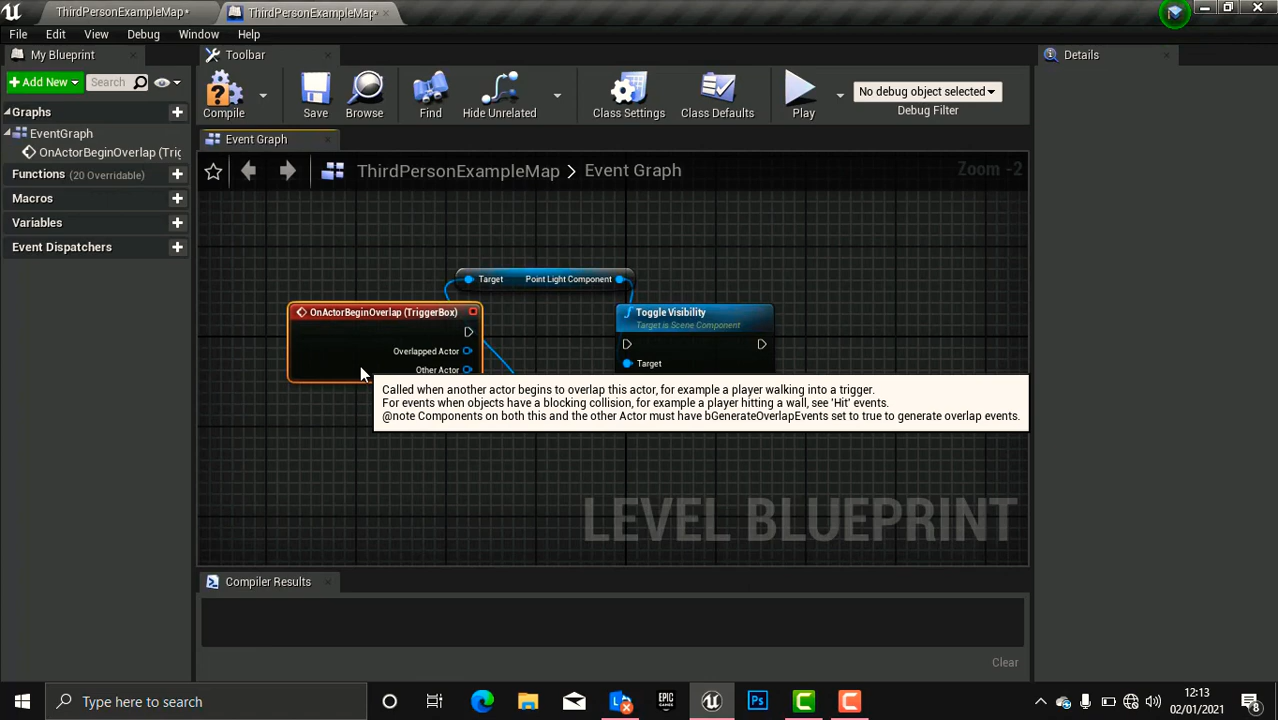 ThirdPersonExampleMap*
ThirdPersonExampleMap*
File Edit View Debug Window Help
My Blueprint
Toolbar
Details
Add New
Search
Compile
Save
Browse
Find
Hide Unrelated
Class Settings
Class Defaults
Play
No debug object selected
Debug Filter
Graphs
EventGraph
OnActorBeginOverlap (Trig
Functions (20 Overridable)
Macros
Variables
Event Dispatchers
Event Graph
ThirdPersonExampleMap > Event Graph
Zoom -2
Target Point Light Component
OnActorBeginOverlap (TriggerBox)
Overlapped Actor
Other Actor
Toggle Visibility
Target is Scene Component
Target
Called when another actor begins to overlap this actor, for example a player walking into a trigger.
For events when objects have a blocking collision, for example a player hitting a wall, see 'Hit' events.
@note Components on both this and the other Actor must have bGenerateOverlapEvents set to true to generate overlap events.
LEVEL BLUEPRINT
Compiler Results
Clear
Type here to search
EPIC
GAMES
Ps
12:13
02/01/2021
8